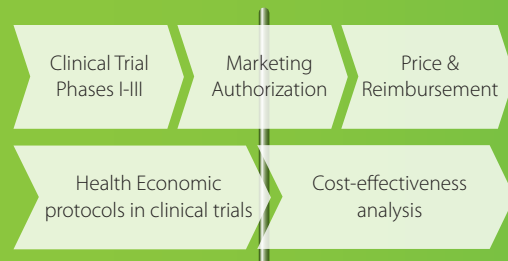 Clinical Trial
Phases I-III
Marketing
Authorization
Price &
Reimbursement
Health Economic
protocols in clinical trials
Cost-effectiveness
analysis